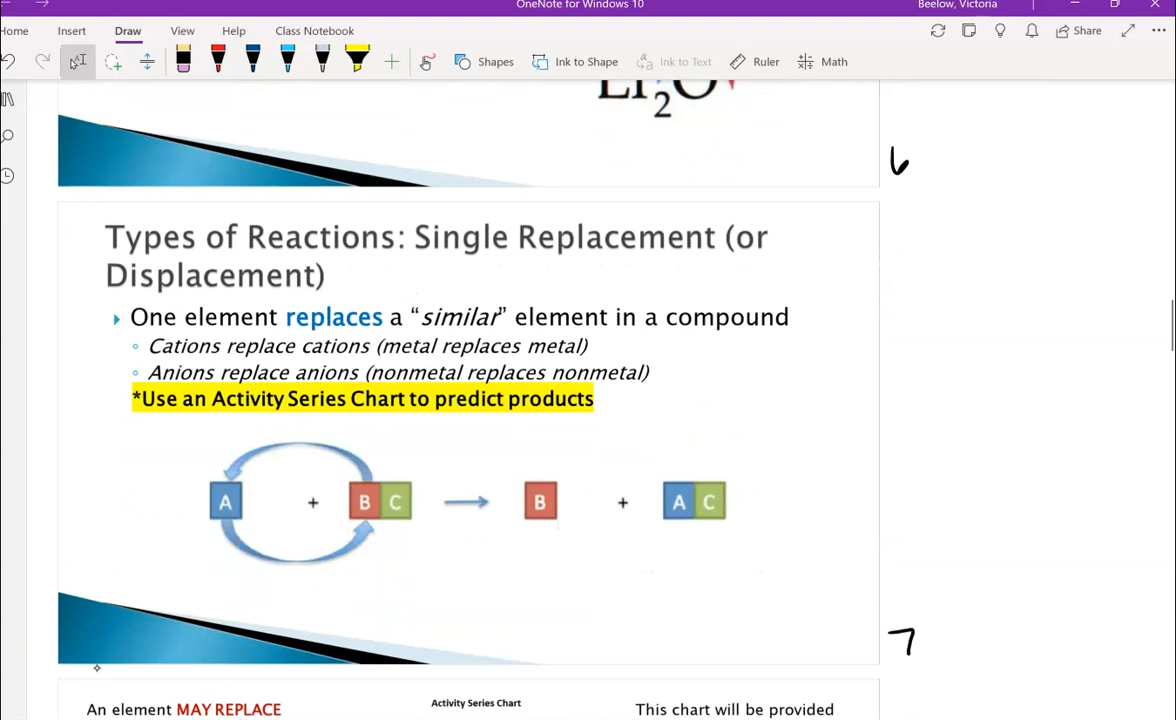 OneNote for Windows 10
Beelow, Victoria
Home Insert Draw View Help Class Notebook
Share
Shapes Ink to Shape Ink to Text Ruler Math
Li₂O
6
Types of Reactions: Single Replacement (or
Displacement)
One element replaces a “similar” element in a compound
Cations replace cations (metal replaces metal)
Anions replace anions (nonmetal replaces nonmetal)
*Use an Activity Series Chart to predict products
A + B C B + A C
7
An element MAY REPLACE
Activity Series Chart
This chart will be provided